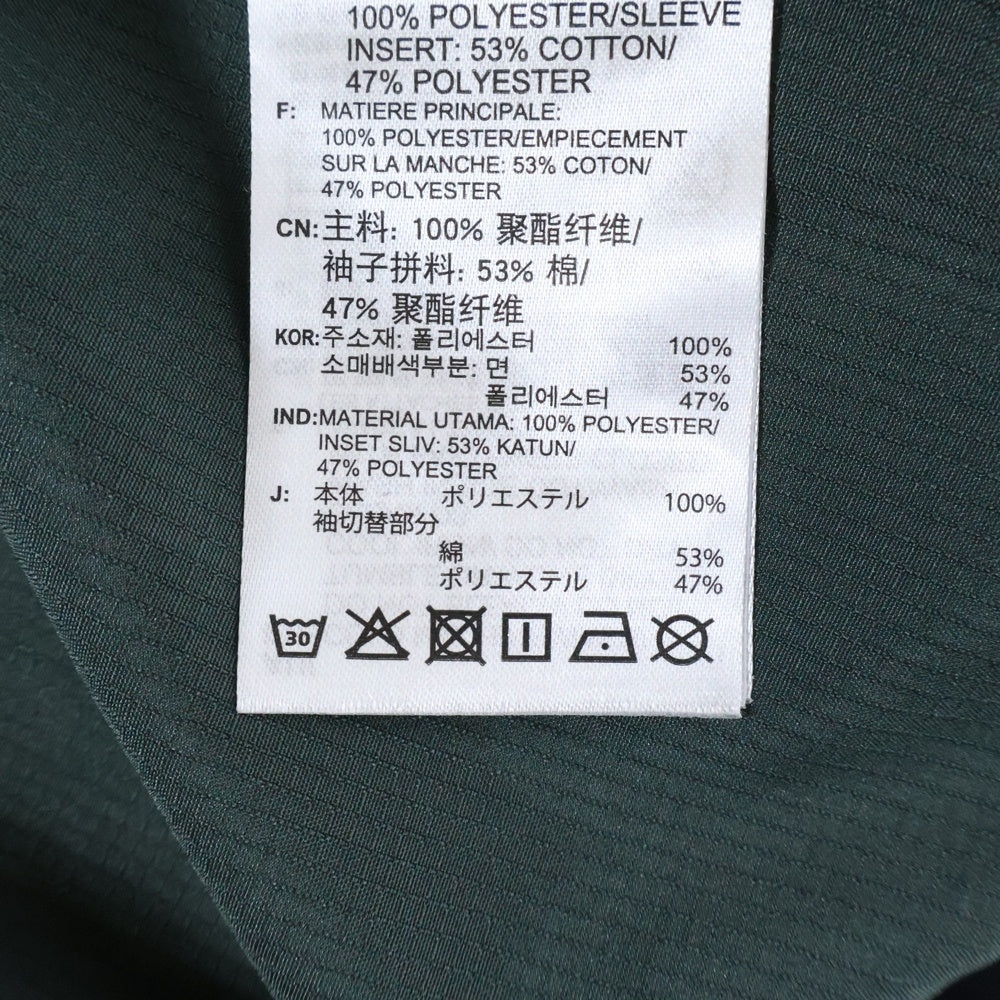 100% POLYESTER/SLEEVE
INSERT: 53% COTTON/
47% POLYESTER
F: MATIERE PRINCIPALE:
100% POLYESTER/EMPIECEMENT
SUR LA MANCHE: 53% COTON/
47% POLYESTER
CN: 主料: 100% 聚酯纤维/
袖子拼料: 53% 棉/
47% 聚酯纤维
KOR: 주소재: 폴리에스터 100%
소매배색부분: 면 53%
폴리에스터 47%
IND: MATERIAL UTAMA: 100% POLYESTER/
INSET SLIV: 53% KATUN/
47% POLYESTER
J: 本体 ポリエステル 100%
袖切替部分
綿 53%
ポリエステル 47%
30